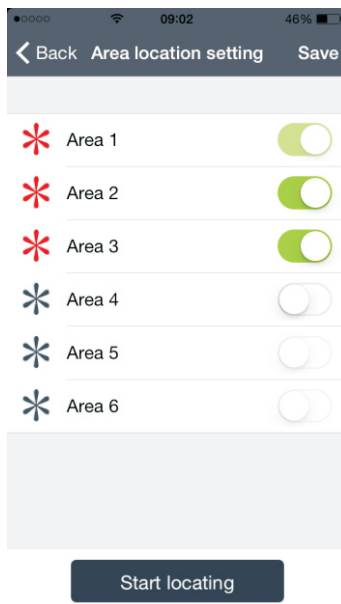 09:02 46%
Back Area location setting Save
Area 1
Area 2
Area 3
Area 4
Area 5
Area 6
Start locating